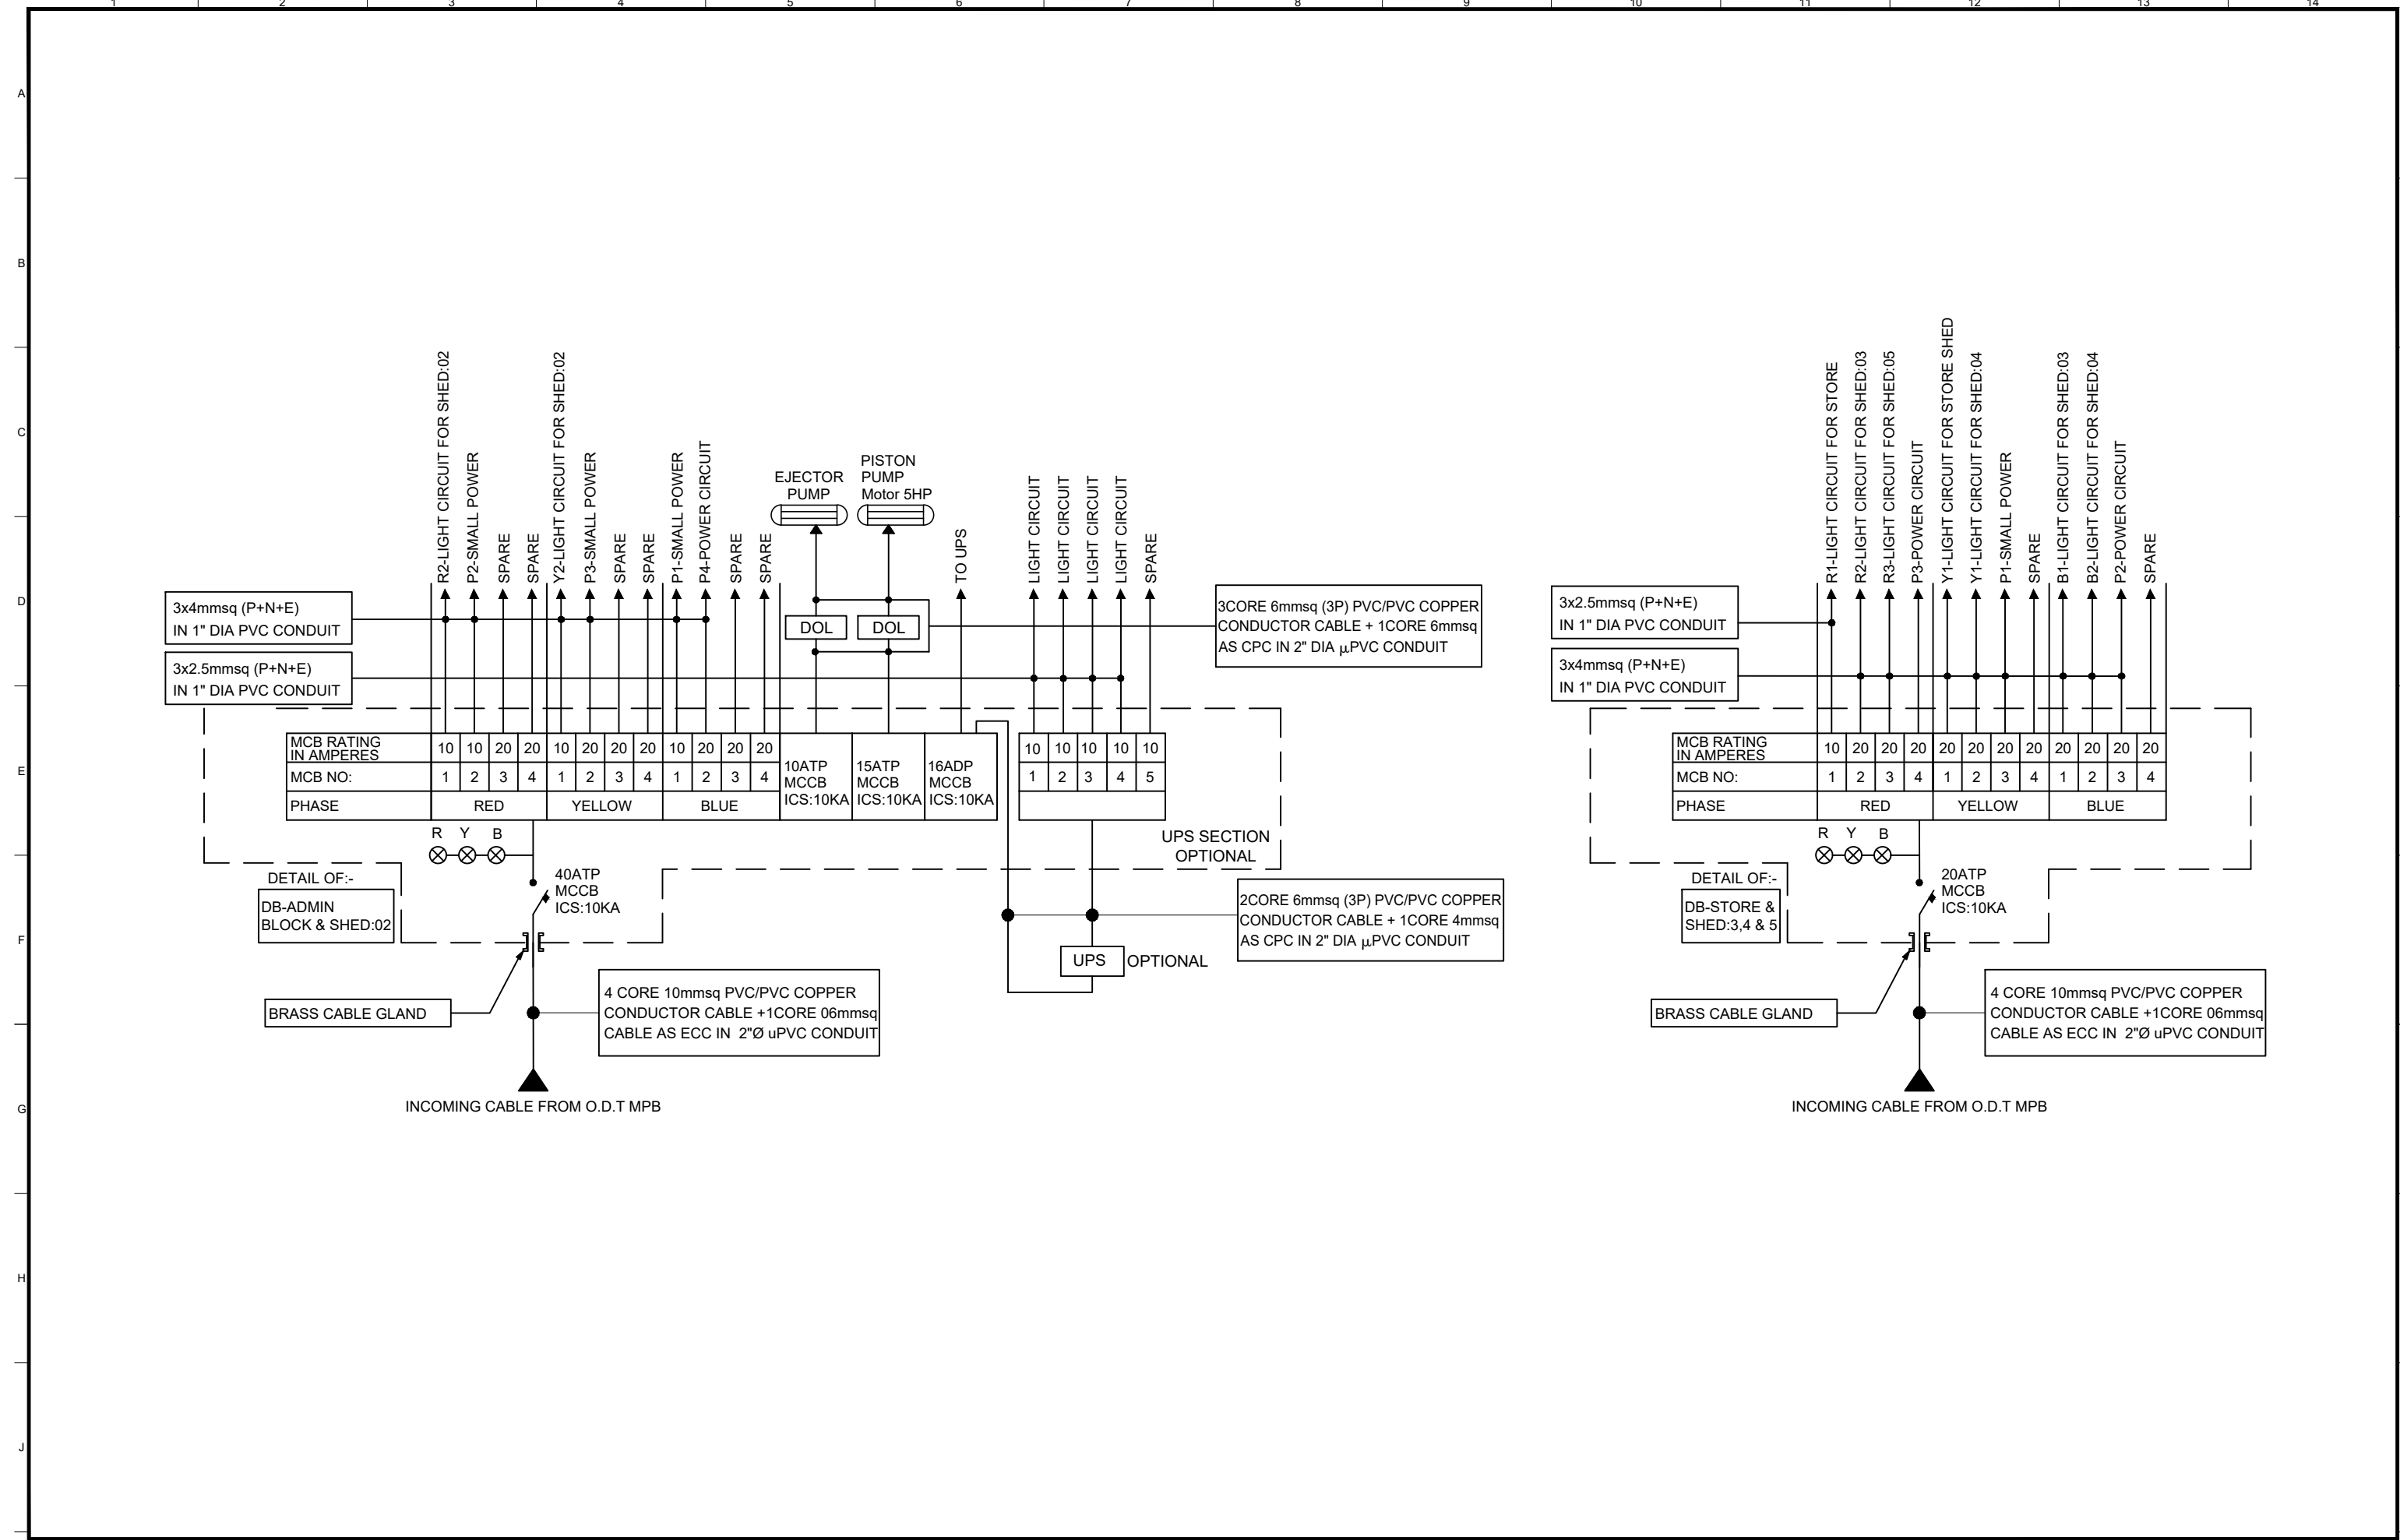 1 2 3 4 5 6 7 8 9 10 11 12 13 14
A
B
C
D
E
F
G
H
J
R2-LIGHT CIRCUIT FOR SHED:02
P2-SMALL POWER
SPARE
SPARE
Y2-LIGHT CIRCUIT FOR SHED:02
P3-SMALL POWER
SPARE
SPARE
P1-SMALL POWER
P4-POWER CIRCUIT
SPARE
SPARE
EJECTOR
PUMP
PISTON
PUMP
Motor 5HP
TO UPS
LIGHT CIRCUIT
LIGHT CIRCUIT
LIGHT CIRCUIT
LIGHT CIRCUIT
SPARE
DOL
DOL
3x4mmsq (P+N+E)
IN 1" DIA PVC CONDUIT
3x2.5mmsq (P+N+E)
IN 1" DIA PVC CONDUIT
3CORE 6mmsq (3P) PVC/PVC COPPER
CONDUCTOR CABLE + 1CORE 6mmsq
AS CPC IN 2" DIA µPVC CONDUIT
MCB RATING
IN AMPERES
10 10 20 20 10 20 20 20 10 20 20 20
MCB NO:
1 2 3 4 1 2 3 4 1 2 3 4
PHASE
RED YELLOW BLUE
10ATP
MCCB
ICS:10KA
15ATP
MCCB
ICS:10KA
16ADP
MCCB
ICS:10KA
10 10 10 10 10
1 2 3 4 5
UPS SECTION
OPTIONAL
R Y B
40ATP
MCCB
ICS:10KA
DETAIL OF:-
DB-ADMIN
BLOCK & SHED:02
2CORE 6mmsq (3P) PVC/PVC COPPER
CONDUCTOR CABLE + 1CORE 4mmsq
AS CPC IN 2" DIA µPVC CONDUIT
UPS
OPTIONAL
BRASS CABLE GLAND
4 CORE 10mmsq PVC/PVC COPPER
CONDUCTOR CABLE +1CORE 06mmsq
CABLE AS ECC IN 2"Ø uPVC CONDUIT
INCOMING CABLE FROM O.D.T MPB
R1-LIGHT CIRCUIT FOR STORE
R2-LIGHT CIRCUIT FOR SHED:03
R3-LIGHT CIRCUIT FOR SHED:05
P3-POWER CIRCUIT
Y1-LIGHT CIRCUIT FOR STORE SHED
Y1-LIGHT CIRCUIT FOR SHED:04
P1-SMALL POWER
SPARE
B1-LIGHT CIRCUIT FOR SHED:03
B2-LIGHT CIRCUIT FOR SHED:04
P2-POWER CIRCUIT
SPARE
3x2.5mmsq (P+N+E)
IN 1" DIA PVC CONDUIT
3x4mmsq (P+N+E)
IN 1" DIA PVC CONDUIT
MCB RATING
IN AMPERES
10 20 20 20 20 20 20 20 20 20 20 20
MCB NO:
1 2 3 4 1 2 3 4 1 2 3 4
PHASE
RED YELLOW BLUE
R Y B
20ATP
MCCB
ICS:10KA
DETAIL OF:-
DB-STORE &
SHED:3,4 & 5
BRASS CABLE GLAND
4 CORE 10mmsq PVC/PVC COPPER
CONDUCTOR CABLE +1CORE 06mmsq
CABLE AS ECC IN 2"Ø uPVC CONDUIT
INCOMING CABLE FROM O.D.T MPB